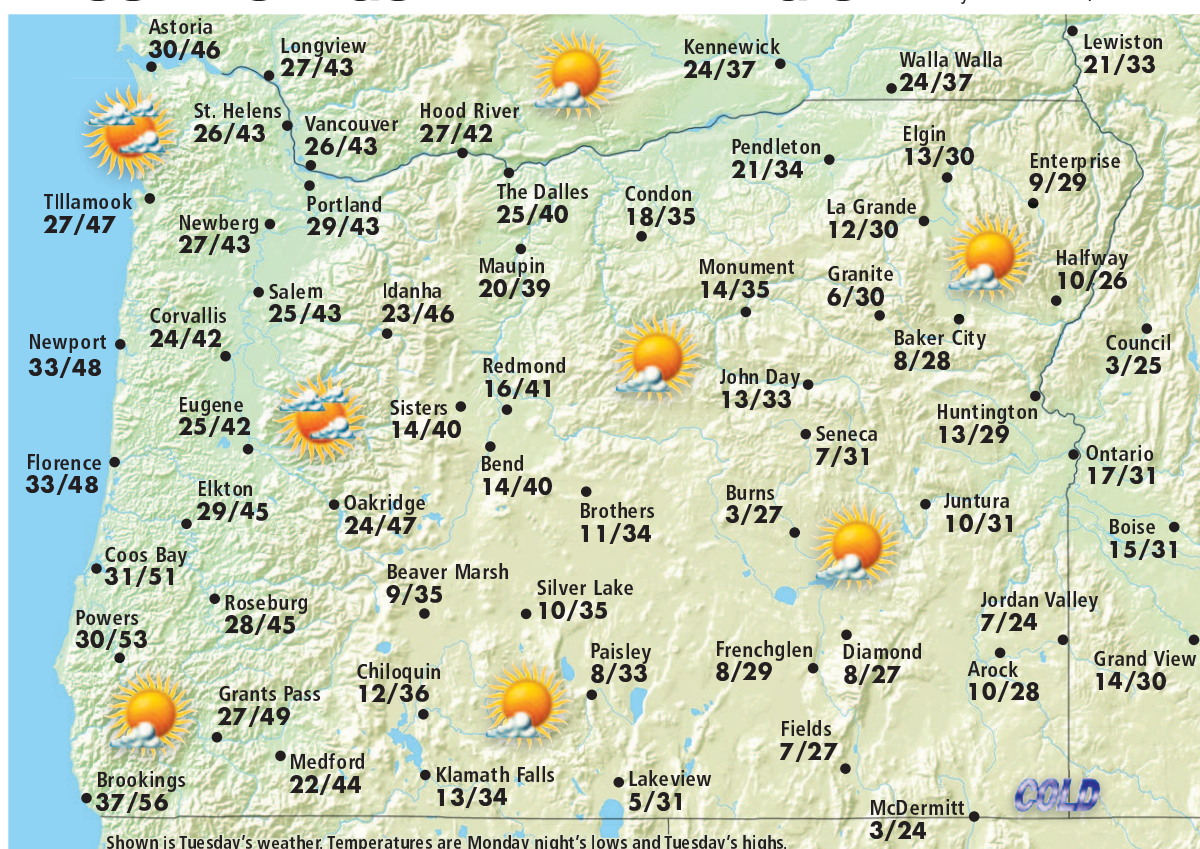 Astoria
30/46
Longview
27/43
Kennewick
24/37
Walla Walla
24/37
Lewiston
21/33
St. Helens
26/43
Vancouver
26/43
Hood River
27/42
Pendleton
21/34
Elgin
13/30
Enterprise
9/29
TIllamook
27/47
Newberg
27/43
Portland
29/43
The Dalles
25/40
Condon
18/35
La Grande
12/30
Maupin
20/39
Monument
14/35
Granite
6/30
Halfway
10/26
Salem
25/43
Idanha
23/46
Corvallis
24/42
Newport
33/48
Baker City
8/28
Council
3/25
Redmond
16/41
John Day
13/33
Eugene
25/42
Sisters
14/40
Huntington
13/29
Seneca
7/31
Ontario
17/31
Florence
33/48
Bend
14/40
Elkton
29/45
Oakridge
24/47
Brothers
11/34
Burns
3/27
Juntura
10/31
Boise
15/31
Coos Bay
31/51
Beaver Marsh
9/35
Silver Lake
10/35
Roseburg
28/45
Powers
30/53
Jordan Valley
7/24
Paisley
8/33
Frenchglen
8/29
Diamond
8/27
Arock
10/28
Grand View
14/30
Chiloquin
12/36
Grants Pass
27/49
Fields
7/27
Medford
22/44
Klamath Falls
13/34
Lakeview
5/31
Brookings
37/56
COLD
McDermitt
3/24
Shown is Tuesday's weather. Temperatures are Monday night's lows and Tuesday's highs.